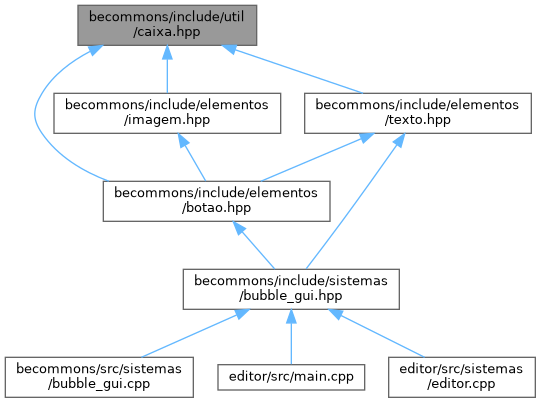 becommons/include/util
/caixa.hpp
becommons/include/elementos
/imagem.hpp
becommons/include/elementos
/texto.hpp
becommons/include/elementos
/botao.hpp
becommons/include/sistemas
/bubble_gui.hpp
becommons/src/sistemas
/bubble_gui.cpp
editor/src/main.cpp
editor/src/sistemas
/editor.cpp